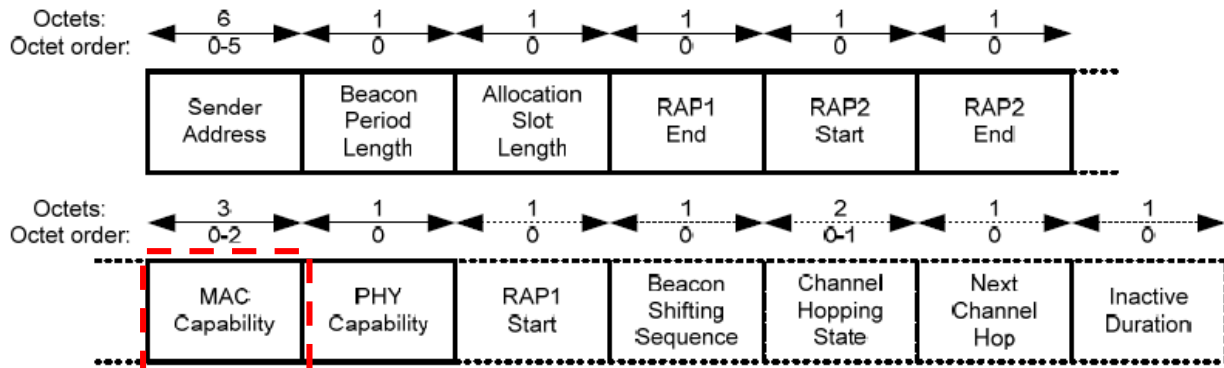 Octets: 6 1 1 1 1 1
Octet order: 0-5 0 0 0 0 0
Sender Address
Beacon Period Length
Allocation Slot Length
RAP1 End
RAP2 Start
RAP2 End
Octets: 3 1 1 1 2 1 1
Octet order: 0-2 0 0 0 0-1 0 0
MAC Capability
PHY Capability
RAP1 Start
Beacon Shifting Sequence
Channel Hopping State
Next Channel Hop
Inactive Duration